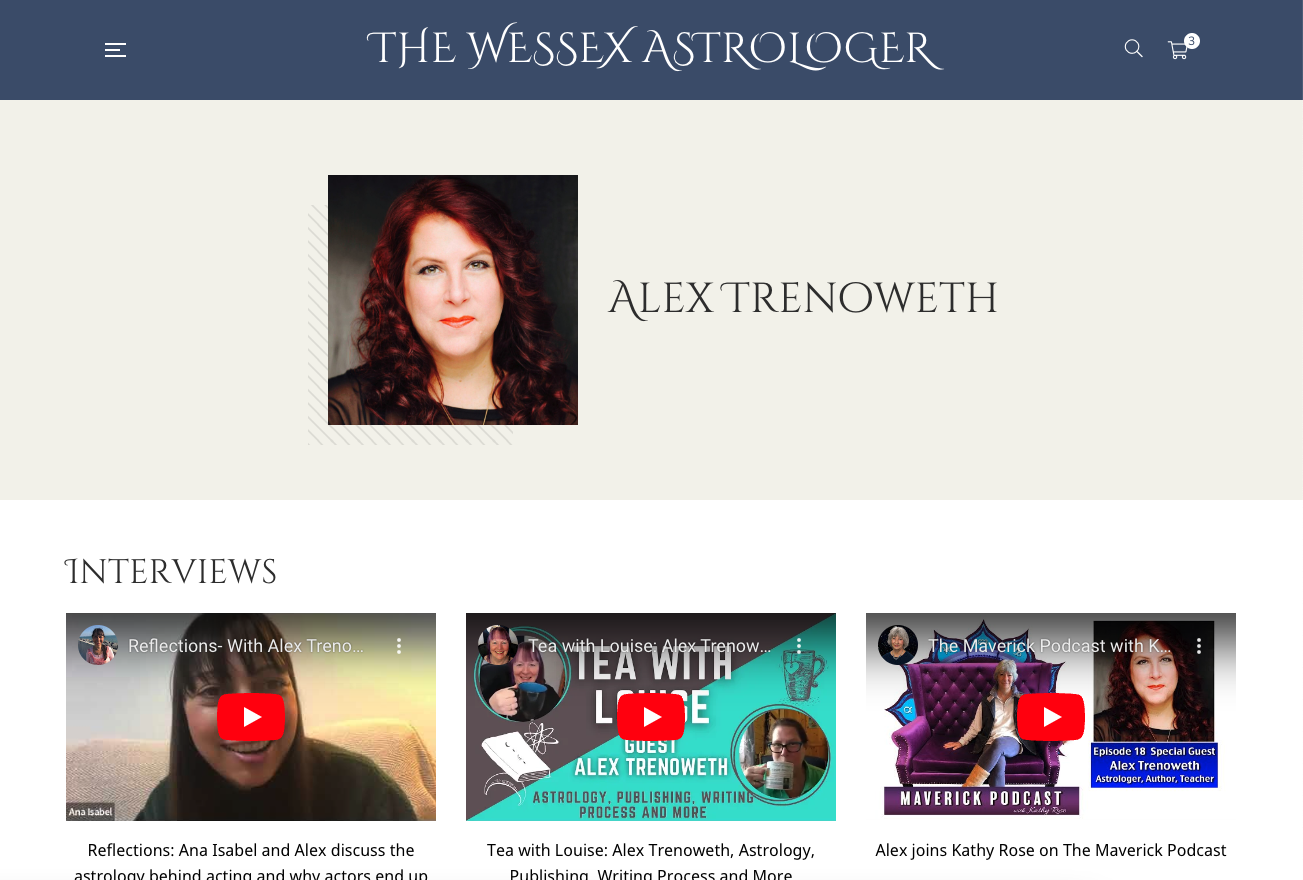 THE WESSEX ASTROLOGER
3
ALEX TRENOWETH
INTERVIEWS
Reflections- With Alex Treno...
Ana Isabel
Tea with Louise: Alex Trenow...
TEA WITH
GUEST
ALEX TRENOWETH
ASTROLOGY, PUBLISHING, WRITING
PROCESS AND MORE
The Maverick Podcast with K...
Episode 18 Special Guest
Alex Trenoweth
Astrologer, Author, Teacher
MAVERICK PODCAST
with Kathy Rose
Reflections: Ana Isabel and Alex discuss the
astrology behind acting and why actors end up
Tea with Louise: Alex Trenoweth, Astrology,
Publishing, Writing Process and More
Alex joins Kathy Rose on The Maverick Podcast